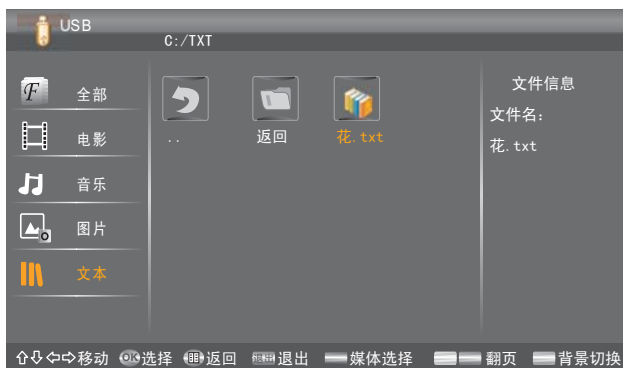 USB
C:/TXT
全部
电影
音乐
图片
文本
..
返回
花.txt
文件信息
文件名:
花.txt
移动 OK选择 返回 退出 媒体选择 翻页 背景切换